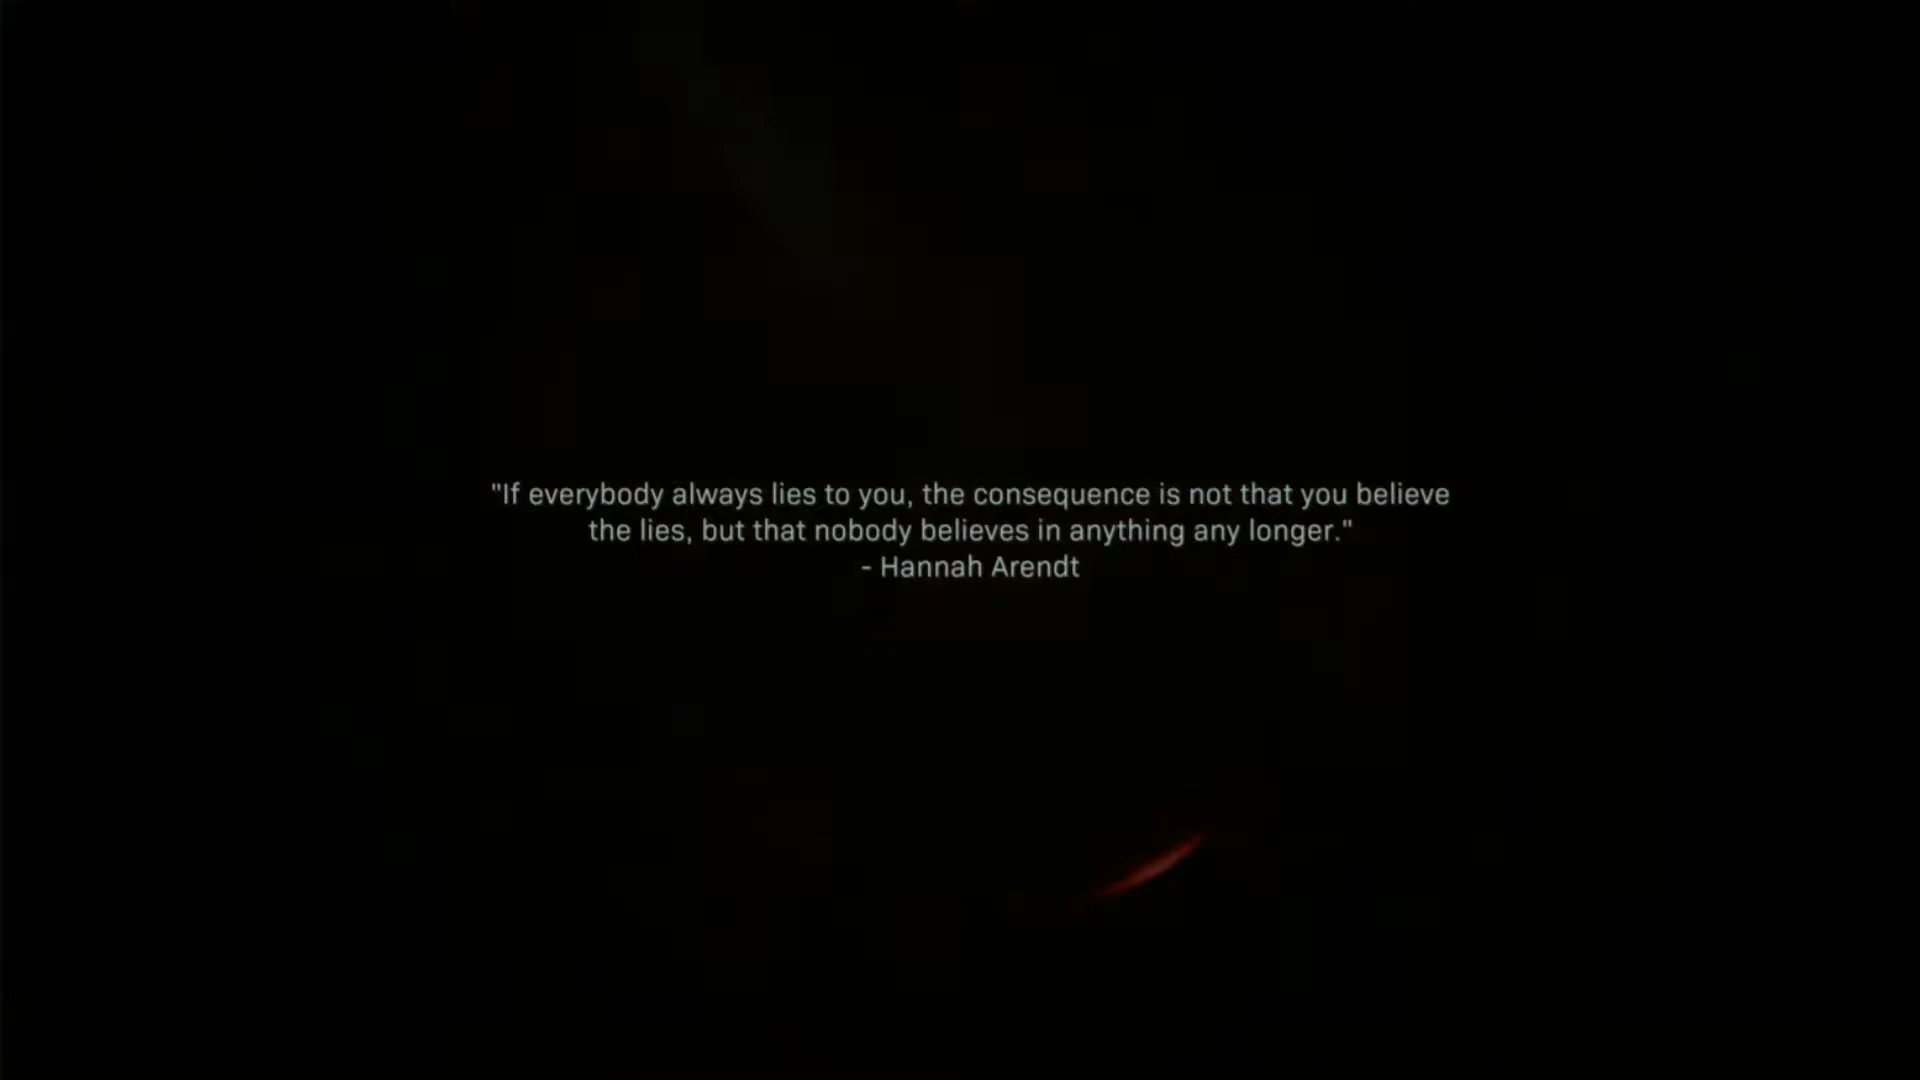 "If everybody always lies to you, the consequence is not that you believe
the lies, but that nobody believes in anything any longer."
- Hannah Arendt